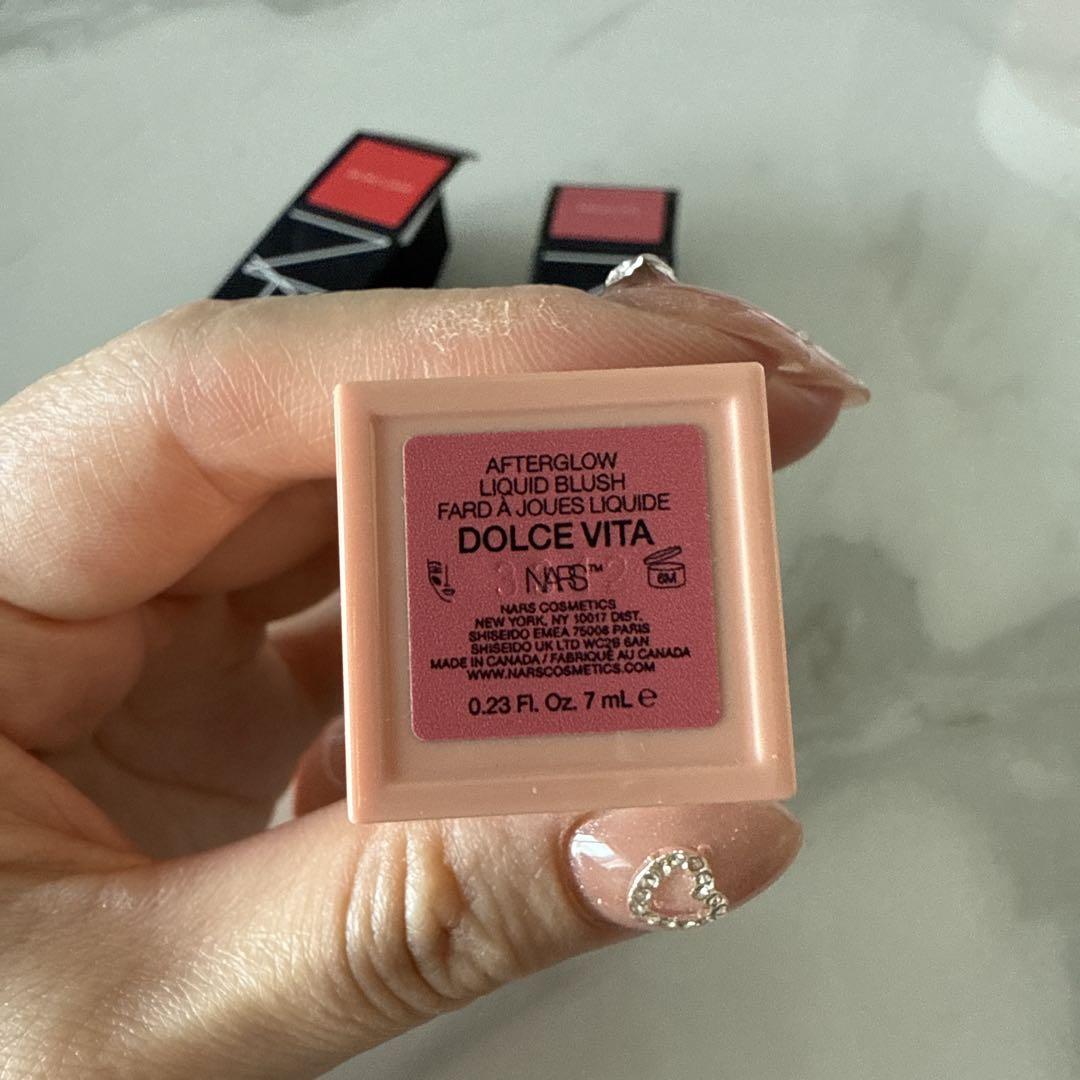 AFTERGLOW
LIQUID BLUSH
FARD À JOUES LIQUIDE
DOLCE VITA
NARS™
6M
NARS COSMETICS
NEW YORK, NY 10017 DIST.
SHISEIDO EMEA 75008 PARIS
SHISEIDO UK LTD WC2B 6AN
MADE IN CANADA / FABRIQUÉ AU CANADA
WWW.NARSCOSMETICS.COM
0.23 Fl. Oz. 7 mL ℮